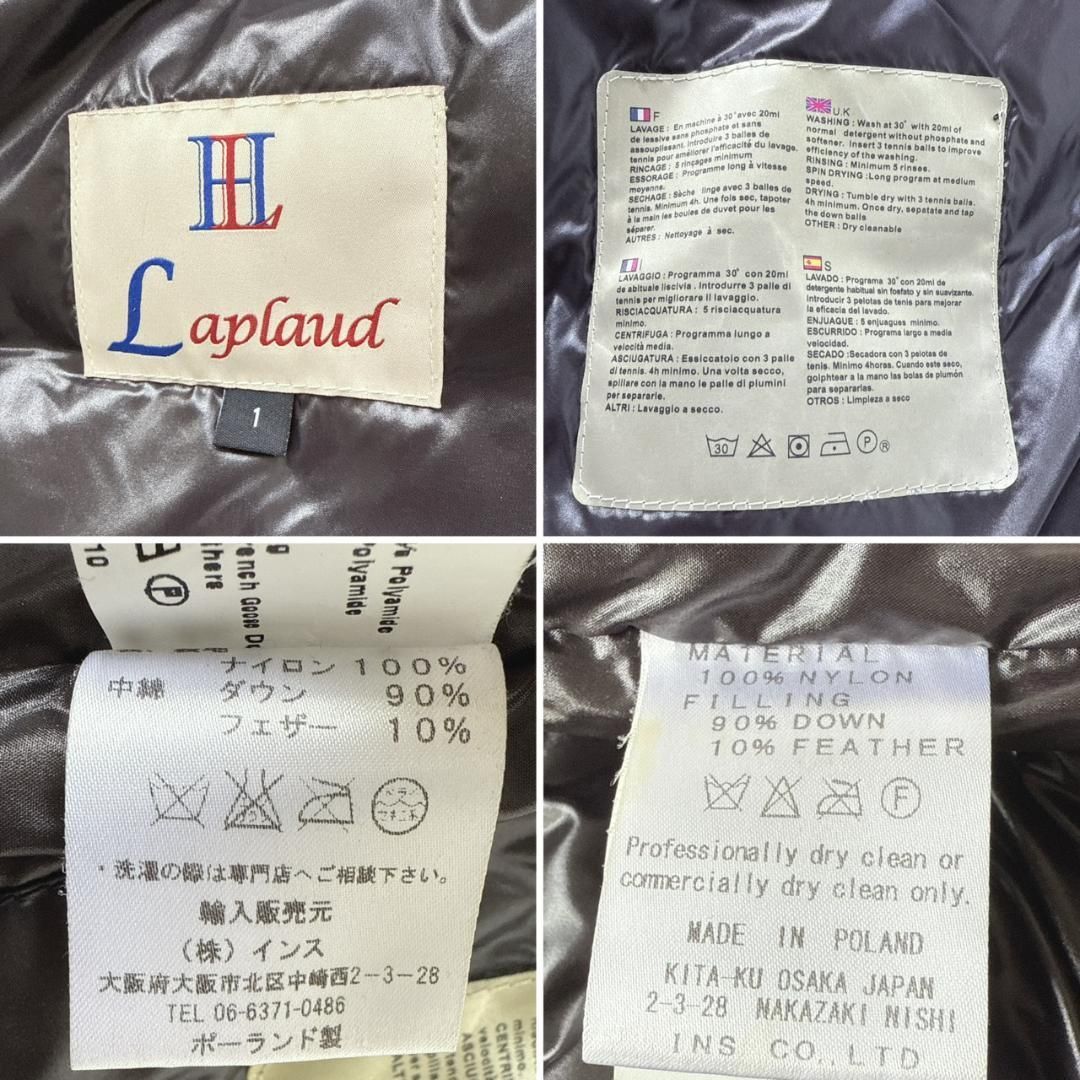 HL
Laplaud
1
F
LAVAGE : En machine à 30° avec 20ml
de lessive sans phosphate et sans
assouplissant. Introduire 3 balles de
tennis pour améliorer l'efficacité du lavage.
RINCAGE : 5 rinçages minimum
ESSORAGE : Programme long à vitesse
moyenne.
SECHAGE : Sèche linge avec 3 balles de
tennis. Minimum 4h. Une fois sec, tapoter
à la main les boules de duvet pour les
séparer.
AUTRES : Nettoyage à sec.
U.K
WASHING : Wash at 30° with 20ml of
normal detergent without phosphate and
softener. Insert 3 tennis balls to improve
efficiency of the washing.
RINSING : Minimum 5 rinses.
SPIN DRYING : Long program at medium
speed.
DRYING : Tumble dry with 3 tennis balls.
4h minimum. Once dry, sepatate and tap
the down balls
OTHER : Dry cleanable
I
LAVAGGIO : Programma 30° con 20ml
de abituale liscivia . Introdurre 3 palle di
tennis per migliorare il lavaggio.
RISCIACQUATURA : 5 risciacquatura
minimo.
CENTRIFUGA : Programma lungo a
velocità media.
ASCIUGATURA : Essiccatoio con 3 palle
di tennis. 4h minimo. Una volta secco,
spillare con la mano le palle di piumini
per separarle.
ALTRI : Lavaggio a secco.
S
LAVADO : Programa 30° con 20ml de
detergente habitual sin fosfato y sin suavizante.
Introducir 3 pelotas de tenis para mejorar
la eficacia del lavado.
ENJUAGUE : 5 enjuagues minimo.
ESCURRIDO : Programa largo a media
velocidad.
SECADO : Secadora con 3 pelotas de
tenis. Minimo 4horas. Cuando este seco,
golphtear a la mano las bolas de plumón
para separarlas.
OTROS : Limpieza a seco
30 P ®
Polyamide
Polyamide
ench Goose
10
P
ナイロン 100%
中綿 ダウン 90%
フェザー 10%
・洗濯の際は専門店へご相談下さい。
輸入販売元
(株)インス
大阪府大阪市北区中崎西2-3-28
TEL 06-6371-0486
ポーランド製
minimo.
CENTRI
velocità
ASCIU
ALT
MATERIAL
100% NYLON
FILLING
90% DOWN
10% FEATHER
F
Professionally dry clean or
commercially dry clean only.
MADE IN POLAND
KITA-KU OSAKA JAPAN
2-3-28 NAKAZAKI NISHI
INS CO.,LTD